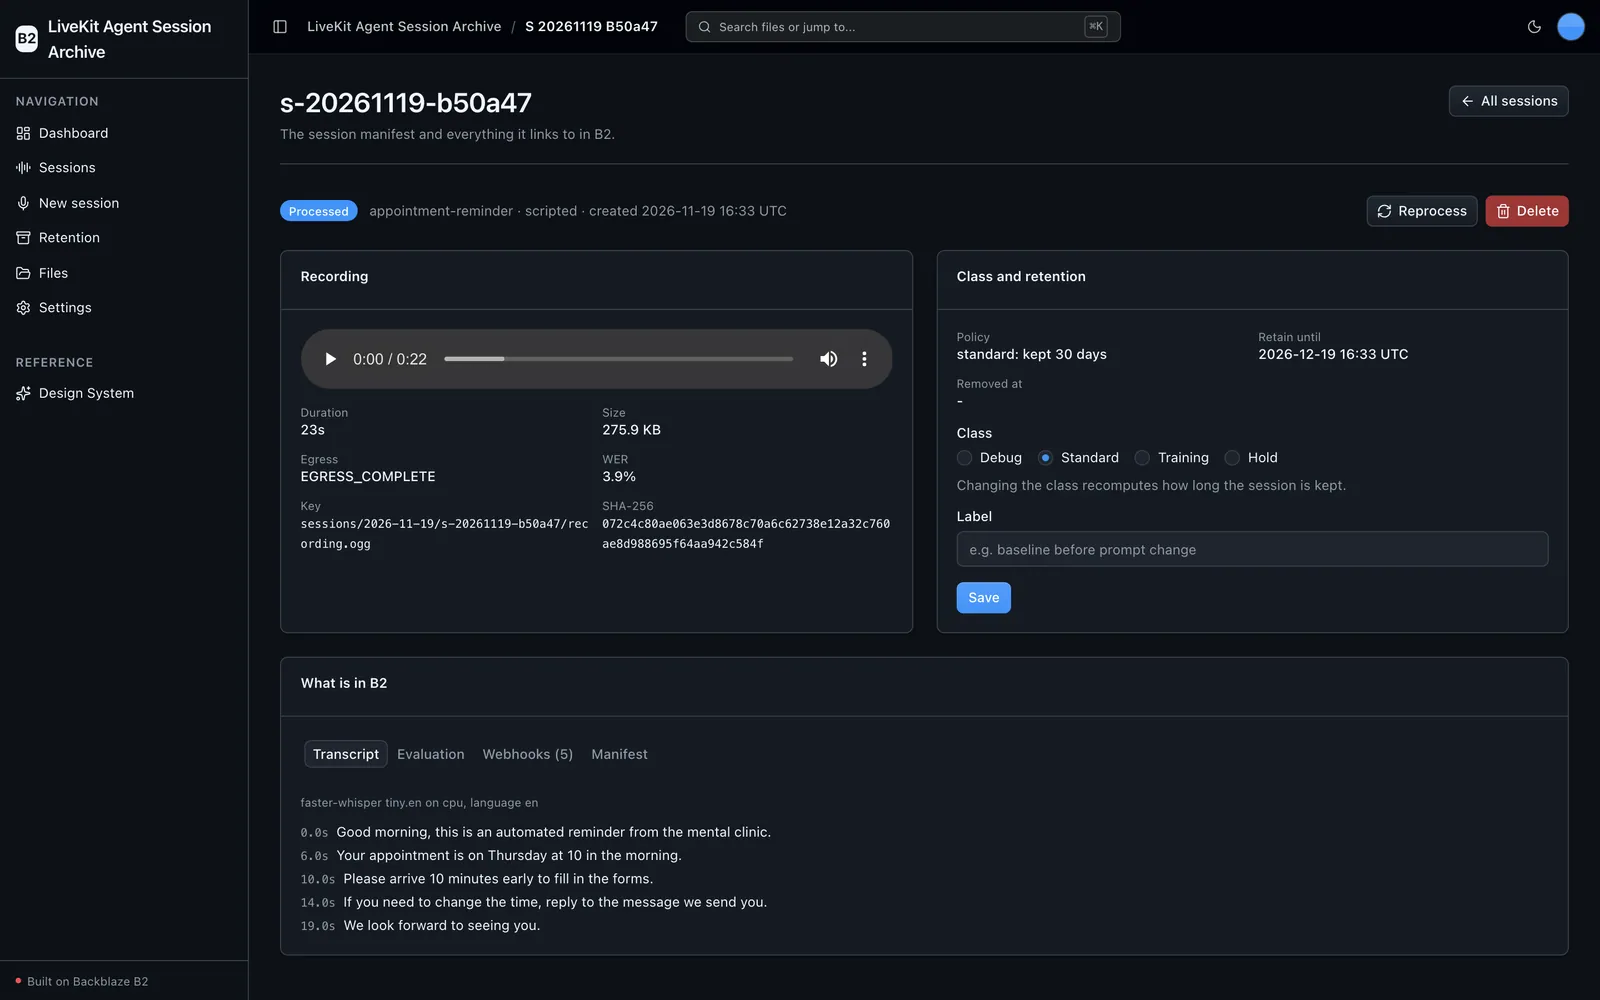 B2
LiveKit Agent Session
Archive
NAVIGATION
Dashboard
Sessions
New session
Retention
Files
Settings
REFERENCE
Design System
Built on Backblaze B2
LiveKit Agent Session Archive / S 20261119 B50a47
Search files or jump to...
⌘K
s-20261119-b50a47
The session manifest and everything it links to in B2.
All sessions
Processed
appointment-reminder · scripted · created 2026-11-19 16:33 UTC
Reprocess
Delete
Recording
0:00 / 0:22
Duration
23s
Size
275.9 KB
Egress
EGRESS_COMPLETE
WER
3.9%
Key
sessions/2026-11-19/s-20261119-b50a47/rec
ording.ogg
SHA-256
072c4c80ae063e3d8678c70a6c62738e12a32c760
ae8d988695f64aa942c584f
Class and retention
Policy
standard: kept 30 days
Retain until
2026-12-19 16:33 UTC
Removed at
-
Class
Debug
Standard
Training
Hold
Changing the class recomputes how long the session is kept.
Label
e.g. baseline before prompt change
Save
What is in B2
Transcript
Evaluation
Webhooks (5)
Manifest
faster-whisper tiny.en on cpu, language en
0.0s Good morning, this is an automated reminder from the mental clinic.
6.0s Your appointment is on Thursday at 10 in the morning.
10.0s Please arrive 10 minutes early to fill in the forms.
14.0s If you need to change the time, reply to the message we send you.
19.0s We look forward to seeing you.